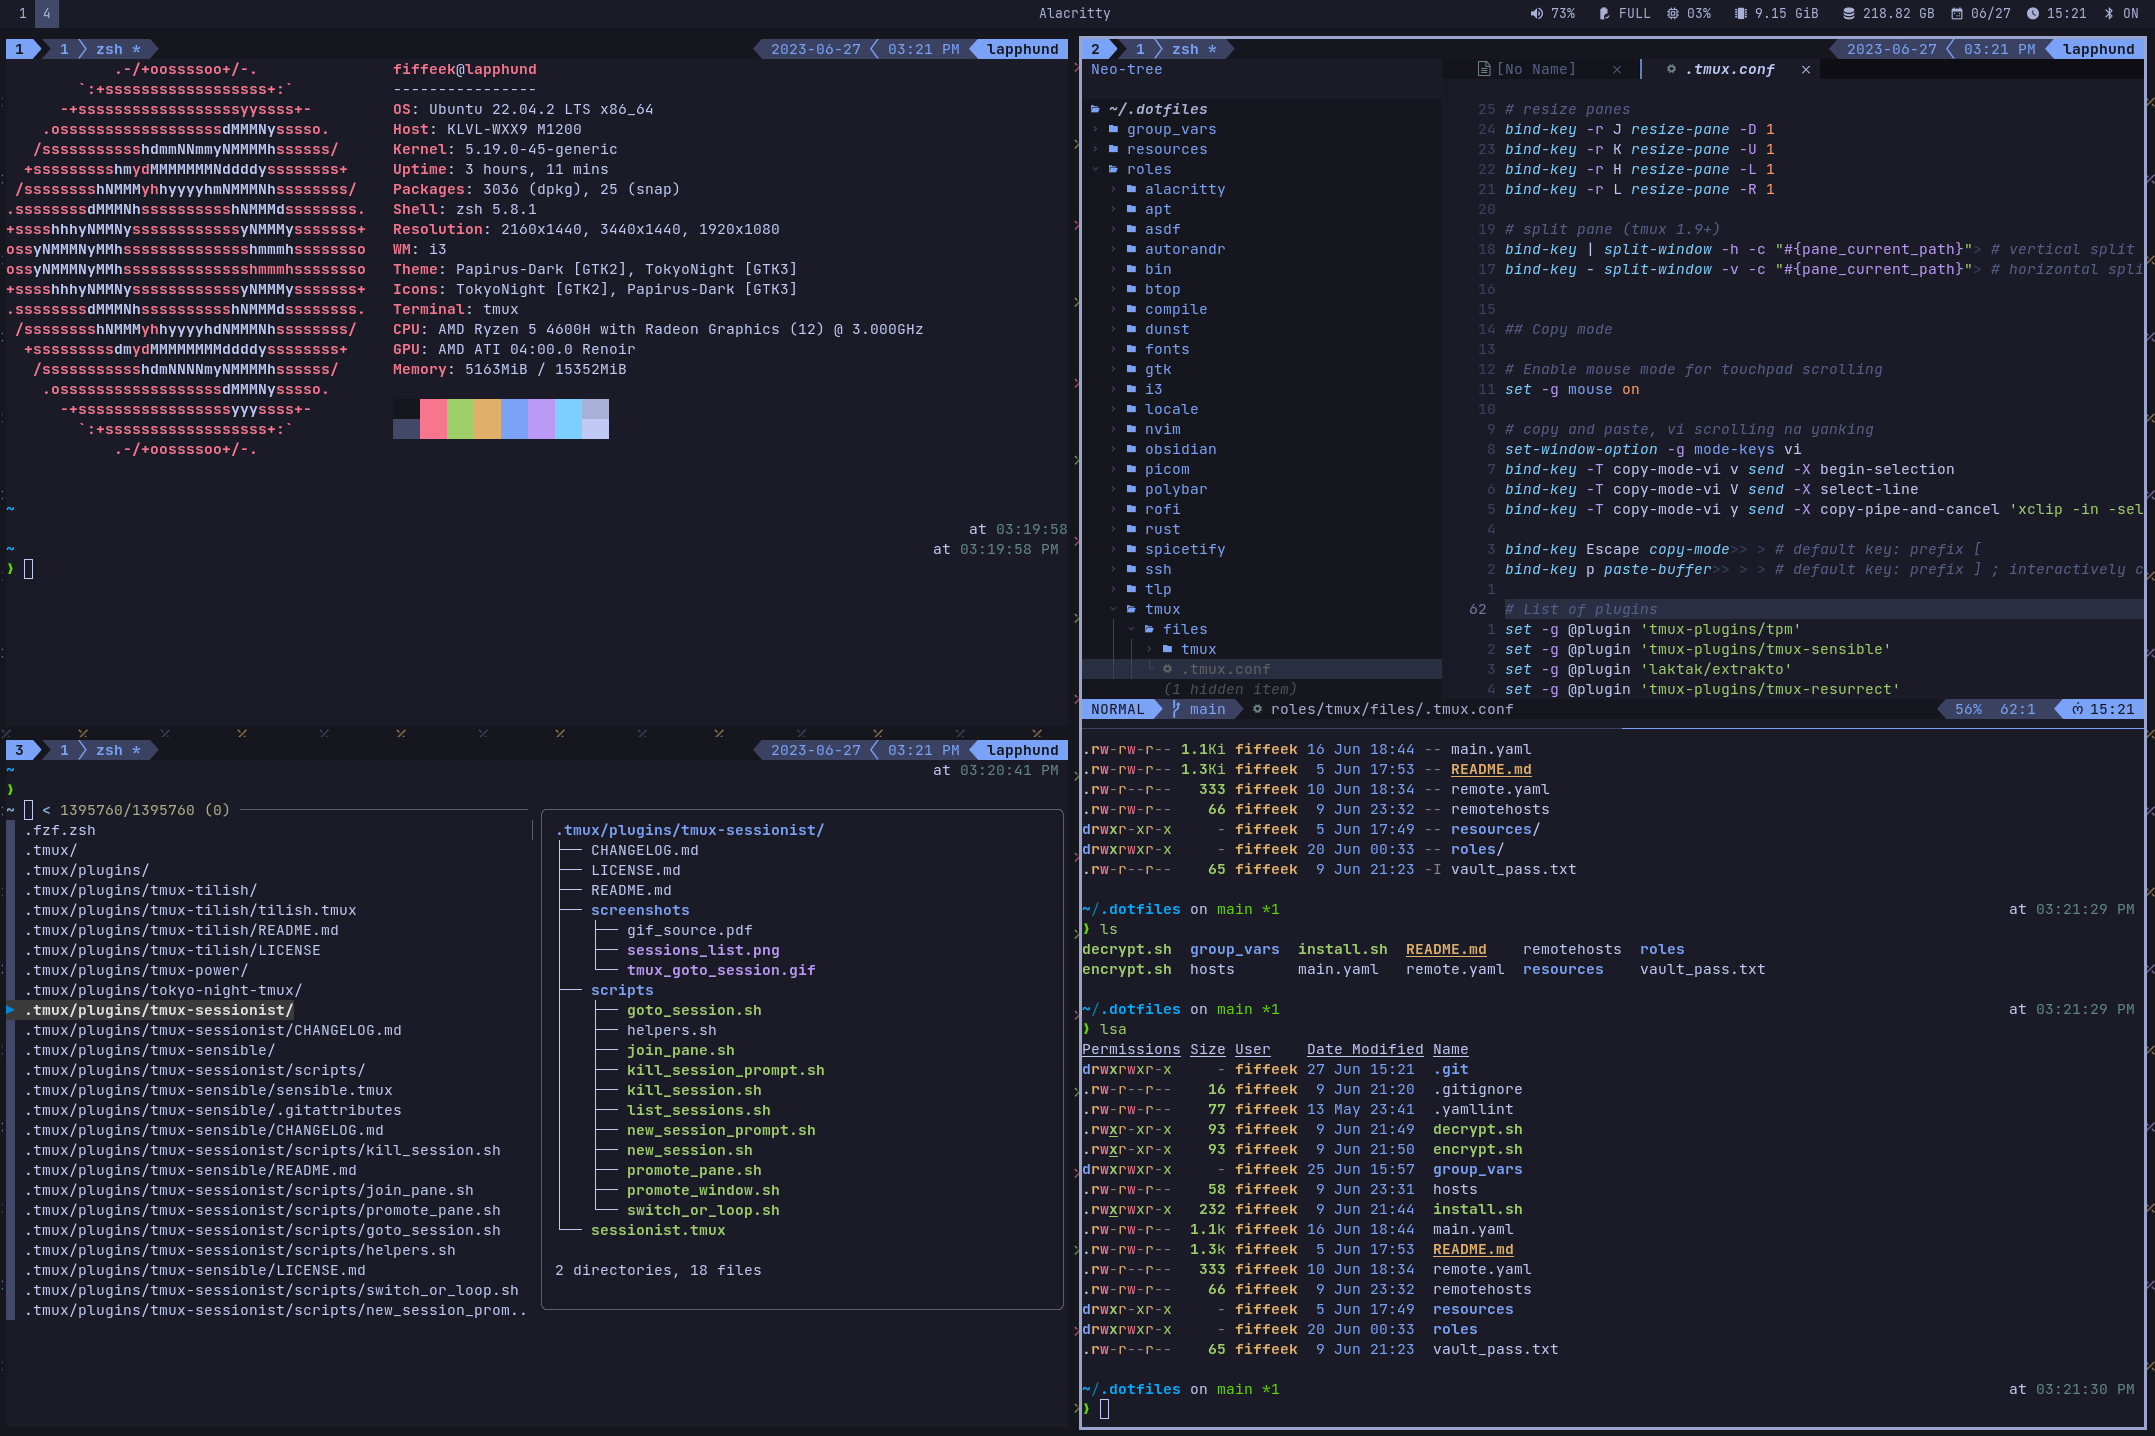 1 4 Alacritty 73% FULL 03% 9.15 GiB 218.82 GB 06/27 15:21 ON
1 1 zsh * 2023-06-27 03:21 PM lapphund
.-/+oossssoo+/-. fiffeek@lapphund
`:+ssssssssssssssssss+:` ----------------
-+ssssssssssssssssssyyssss+- OS: Ubuntu 22.04.2 LTS x86_64
.ossssssssssssssssssdMMMNysssso. Host: KLVL-WXX9 M1200
/ssssssssssshdmmNNmmyNMMMMhssssss/ Kernel: 5.19.0-45-generic
+ssssssssshmydMMMMMMMNddddyssssssss+ Uptime: 3 hours, 11 mins
/sssssssshNMMMyhhyyyyhmNMMMNhssssssss/ Packages: 3036 (dpkg), 25 (snap)
.ssssssssdMMMNhsssssssssshNMMMdssssssss. Shell: zsh 5.8.1
+sssshhhyNMMNyssssssssssssyNMMMysssssss+ Resolution: 2160x1440, 3440x1440, 1920x1080
ossyNMMMNyMMhsssssssssssssshmmmhssssssso WM: i3
ossyNMMMNyMMhsssssssssssssshmmmhssssssso Theme: Papirus-Dark [GTK2], TokyoNight [GTK3]
+sssshhhyNMMNyssssssssssssyNMMMysssssss+ Icons: TokyoNight [GTK2], Papirus-Dark [GTK3]
.ssssssssdMMMNhsssssssssshNMMMdssssssss. Terminal: tmux
/sssssssshNMMMyhhyyyyhdNMMMNhssssssss/ CPU: AMD Ryzen 5 4600H with Radeon Graphics (12) @ 3.000GHz
+sssssssssdmydMMMMMMMMddddyssssssss+ GPU: AMD ATI 04:00.0 Renoir
/ssssssssssshdmNNNNmyNMMMMhssssss/ Memory: 5163MiB / 15352MiB
.ossssssssssssssssssdMMMNysssso.
-+sssssssssssssssssyyyssss+-
`:+ssssssssssssssssss+:`
.-/+oossssoo+/-.
~
at 03:19:58
~ at 03:19:58 PM
❯
3 1 zsh * 2023-06-27 03:21 PM lapphund
~ at 03:20:41 PM
❯
~ < 1395760/1395760 (0)
.fzf.zsh
.tmux/
.tmux/plugins/
.tmux/plugins/tmux-tilish/
.tmux/plugins/tmux-tilish/tilish.tmux
.tmux/plugins/tmux-tilish/README.md
.tmux/plugins/tmux-tilish/LICENSE
.tmux/plugins/tmux-power/
.tmux/plugins/tokyo-night-tmux/
.tmux/plugins/tmux-sessionist/
.tmux/plugins/tmux-sessionist/CHANGELOG.md
.tmux/plugins/tmux-sensible/
.tmux/plugins/tmux-sessionist/scripts/
.tmux/plugins/tmux-sensible/sensible.tmux
.tmux/plugins/tmux-sensible/.gitattributes
.tmux/plugins/tmux-sensible/CHANGELOG.md
.tmux/plugins/tmux-sessionist/scripts/kill_session.sh
.tmux/plugins/tmux-sensible/README.md
.tmux/plugins/tmux-sessionist/scripts/join_pane.sh
.tmux/plugins/tmux-sessionist/scripts/promote_pane.sh
.tmux/plugins/tmux-sessionist/scripts/goto_session.sh
.tmux/plugins/tmux-sessionist/scripts/helpers.sh
.tmux/plugins/tmux-sensible/LICENSE.md
.tmux/plugins/tmux-sessionist/scripts/switch_or_loop.sh
.tmux/plugins/tmux-sessionist/scripts/new_session_prom..
.tmux/plugins/tmux-sessionist/
├── CHANGELOG.md
├── LICENSE.md
├── README.md
├── screenshots
│   ├── gif_source.pdf
│   ├── sessions_list.png
│   └── tmux_goto_session.gif
├── scripts
│   ├── goto_session.sh
│   ├── helpers.sh
│   ├── join_pane.sh
│   ├── kill_session_prompt.sh
│   ├── kill_session.sh
│   ├── list_sessions.sh
│   ├── new_session_prompt.sh
│   ├── new_session.sh
│   ├── promote_pane.sh
│   ├── promote_window.sh
│   └── switch_or_loop.sh
└── sessionist.tmux
2 directories, 18 files
2 1 zsh * 2023-06-27 03:21 PM lapphund
Neo-tree
~/.dotfiles
group_vars
resources
roles
alacritty
apt
asdf
autorandr
bin
btop
compile
dunst
fonts
gtk
i3
locale
nvim
obsidian
picom
polybar
rofi
rust
spicetify
ssh
tlp
tmux
files
tmux
.tmux.conf
(1 hidden item)
[No Name] × .tmux.conf ×
25 # resize panes
24 bind-key -r J resize-pane -D 1
23 bind-key -r K resize-pane -U 1
22 bind-key -r H resize-pane -L 1
21 bind-key -r L resize-pane -R 1
20
19 # split pane (tmux 1.9+)
18 bind-key | split-window -h -c "#{pane_current_path}"> # vertical split
17 bind-key - split-window -v -c "#{pane_current_path}"> # horizontal spli
16
15
14 ## Copy mode
13
12 # Enable mouse mode for touchpad scrolling
11 set -g mouse on
10
9 # copy and paste, vi scrolling na yanking
8 set-window-option -g mode-keys vi
7 bind-key -T copy-mode-vi v send -X begin-selection
6 bind-key -T copy-mode-vi V send -X select-line
5 bind-key -T copy-mode-vi y send -X copy-pipe-and-cancel 'xclip -in -sel
4
3 bind-key Escape copy-mode>> > # default key: prefix [
2 bind-key p paste-buffer>> > > # default key: prefix ] ; interactively c
1
62 # List of plugins
1 set -g @plugin 'tmux-plugins/tpm'
2 set -g @plugin 'tmux-plugins/tmux-sensible'
3 set -g @plugin 'laktak/extrakto'
4 set -g @plugin 'tmux-plugins/tmux-resurrect'
NORMAL main roles/tmux/files/.tmux.conf 56% 62:1 15:21
.rw-rw-r-- 1.1Ki fiffeek 16 Jun 18:44 -- main.yaml
.rw-rw-r-- 1.3Ki fiffeek 5 Jun 17:53 -- README.md
.rw-r--r-- 333 fiffeek 10 Jun 18:34 -- remote.yaml
.rw-rw-r-- 66 fiffeek 9 Jun 23:32 -- remotehosts
drwxr-xr-x - fiffeek 5 Jun 17:49 -- resources/
drwxrwxr-x - fiffeek 20 Jun 00:33 -- roles/
.rw-r--r-- 65 fiffeek 9 Jun 21:23 -I vault_pass.txt
~/.dotfiles on main *1 at 03:21:29 PM
❯ ls
decrypt.sh group_vars install.sh README.md remotehosts roles
encrypt.sh hosts main.yaml remote.yaml resources vault_pass.txt
~/.dotfiles on main *1 at 03:21:29 PM
❯ lsa
Permissions Size User Date Modified Name
drwxrwxr-x - fiffeek 27 Jun 15:21 .git
.rw-r--r-- 16 fiffeek 9 Jun 21:20 .gitignore
.rw-rw-r-- 77 fiffeek 13 May 23:41 .yamllint
.rwxr-xr-x 93 fiffeek 9 Jun 21:49 decrypt.sh
.rwxr-xr-x 93 fiffeek 9 Jun 21:50 encrypt.sh
drwxrwxr-x - fiffeek 25 Jun 15:57 group_vars
.rw-rw-r-- 58 fiffeek 9 Jun 23:31 hosts
.rwxrwxr-x 232 fiffeek 9 Jun 21:44 install.sh
.rw-rw-r-- 1.1k fiffeek 16 Jun 18:44 main.yaml
.rw-rw-r-- 1.3k fiffeek 5 Jun 17:53 README.md
.rw-r--r-- 333 fiffeek 10 Jun 18:34 remote.yaml
.rw-rw-r-- 66 fiffeek 9 Jun 23:32 remotehosts
drwxr-xr-x - fiffeek 5 Jun 17:49 resources
drwxrwxr-x - fiffeek 20 Jun 00:33 roles
.rw-r--r-- 65 fiffeek 9 Jun 21:23 vault_pass.txt
~/.dotfiles on main *1 at 03:21:30 PM
❯